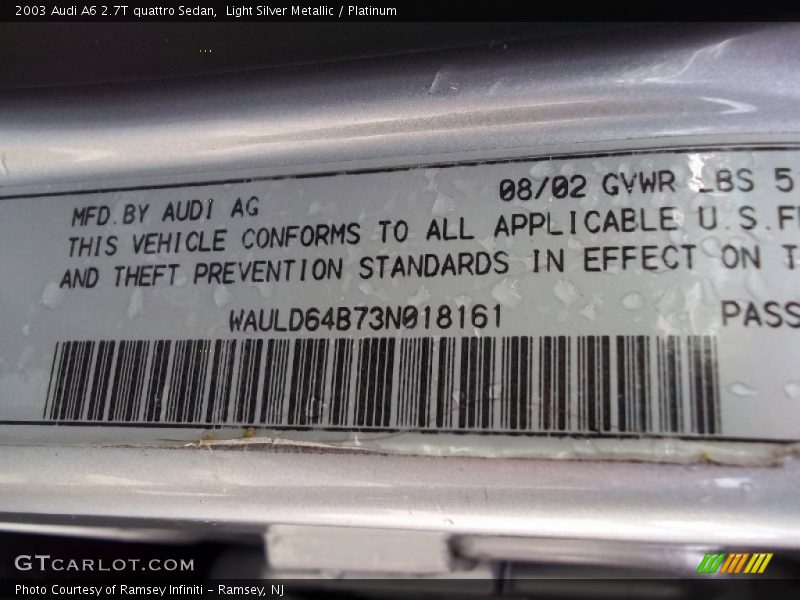 2003 Audi A6 2.7T quattro Sedan,  Light Silver Metallic / Platinum
08/02 GVWR LBS
MFD.BY AUDI AG
THIS VEHICLE CONFORMS TO ALL APPLICABLE U.S.
AND THEFT PREVENTION STANDARDS IN EFFECT ON
WAULD64B73N018161
PASS
GTCARLOT.COM
Photo Courtesy of Ramsey Infiniti - Ramsey, NJ